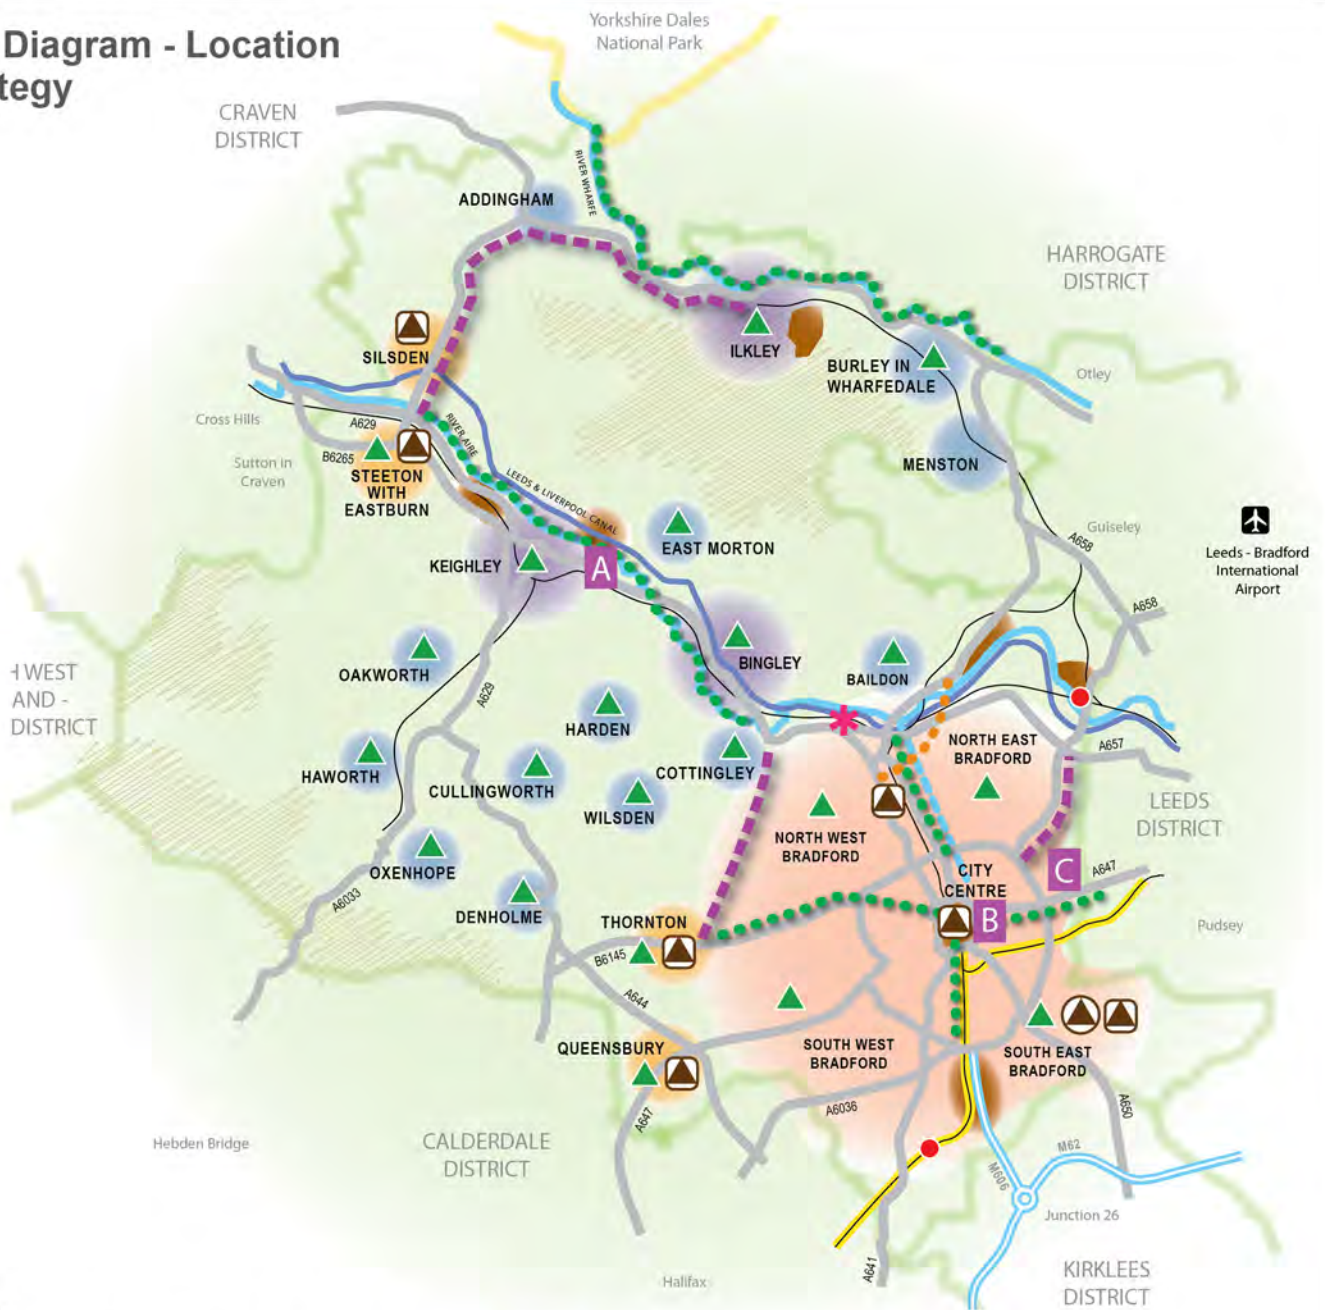 Diagram - Location
tegy
Yorkshire Dales
National Park
CRAVEN
DISTRICT
RIVER WHARFE
ADDINGHAM
HARROGATE
DISTRICT
SILSDEN
ILKLEY
BURLEY IN
WHARFEDALE
Otley
Cross Hills
A629
RIVER AIRE
B6265
Sutton in
Craven
STEETON
WITH
EASTBURN
MENSTON
LEEDS & LIVERPOOL CANAL
Guiseley
A658
Leeds - Bradford
International
Airport
EAST MORTON
KEIGHLEY
A
A658
OAKWORTH
BINGLEY
BAILDON
H WEST
AND -
DISTRICT
A629
HARDEN
NORTH EAST
BRADFORD
A657
HAWORTH
CULLINGWORTH
COTTINGLEY
WILSDEN
LEEDS
DISTRICT
NORTH WEST
BRADFORD
OXENHOPE
CITY
CENTRE
C
A647
A6033
DENHOLME
THORNTON
B
Pudsey
B6145
A644
QUEENSBURY
SOUTH WEST
BRADFORD
SOUTH EAST
BRADFORD
A647
A6036
A650
Hebden Bridge
CALDERDALE
DISTRICT
M62
M606
Junction 26
A641
Halifax
KIRKLEES
DISTRICT